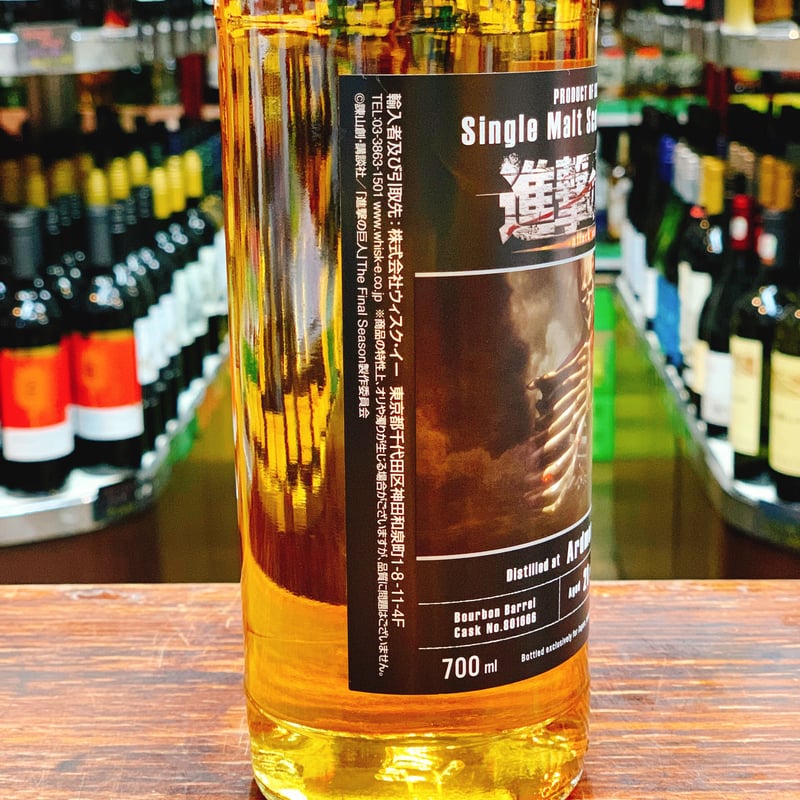 輸入者及び引取先：株式会社ウィスク・イー 東京都千代田区神田和泉町1-8-11-4F
TEL:03-3863-1501 www.whisk-e.co.jp ※商品の特性上、オリや濁りが生じる場合がございますが、品質に問題はございません。
©諫山創・講談社／「進撃の巨人」The Final Season製作委員会
PRODUCT OF
Single Malt
進撃
Distilled at
Bourbon Barrel
Aged
Cask No.801668
700 ml
Bottled exclusively for